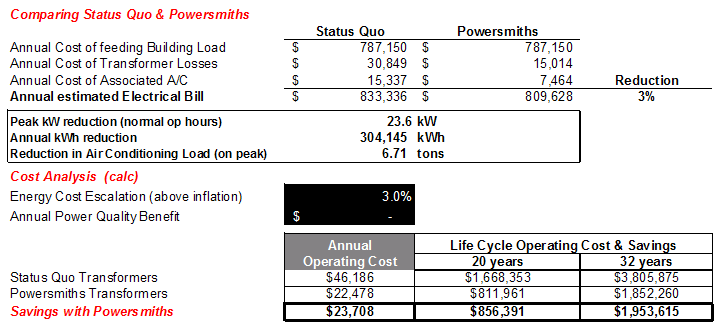 Comparing Status Quo & Powersmiths
Status Quo Powersmiths
Annual Cost of feeding Building Load $ 787,150 $ 787,150
Annual Cost of Transformer Losses $ 30,849 $ 15,014
Annual Cost of Associated A/C $ 15,337 $ 7,464 Reduction
Annual estimated Electrical Bill $ 833,336 $ 809,628 3%
Peak kW reduction (normal op hours) 23.6 kW
Annual kWh reduction 304,145 kWh
Reduction in Air Conditioning Load (on peak) 6.71 tons
Cost Analysis (calc)
Energy Cost Escalation (above inflation) 3.0%
Annual Power Quality Benefit $ -
Annual Life Cycle Operating Cost & Savings
Operating Cost 20 years 32 years
Status Quo Transformers $46,186 $1,668,353 $3,805,875
Powersmiths Transformers $22,478 $811,961 $1,852,260
Savings with Powersmiths $23,708 $856,391 $1,953,615